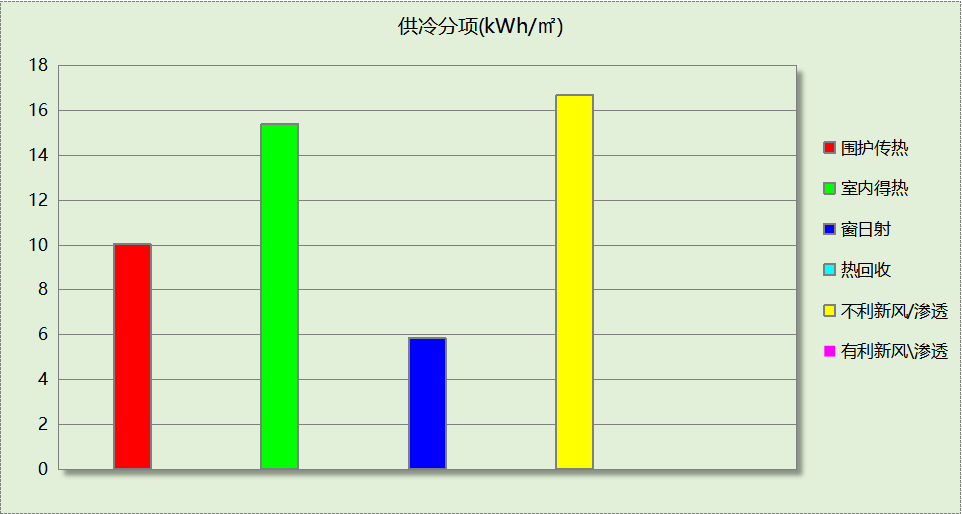 供冷分项(kWh/㎡)
18
16
14
12
10
8
6
4
2
0
围护传热
室内得热
窗日射
热回收
不利新风/渗透
有利新风\渗透